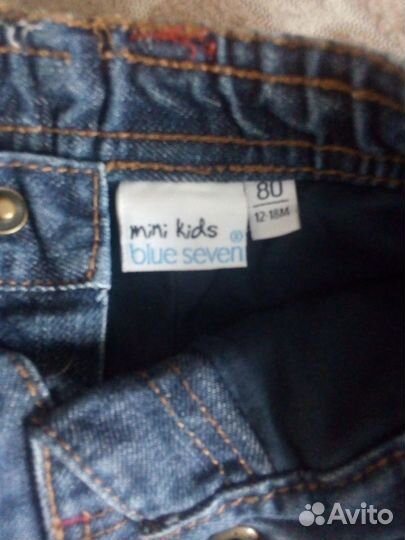 mini kids
blue seven ®
80
12-18M
Avito